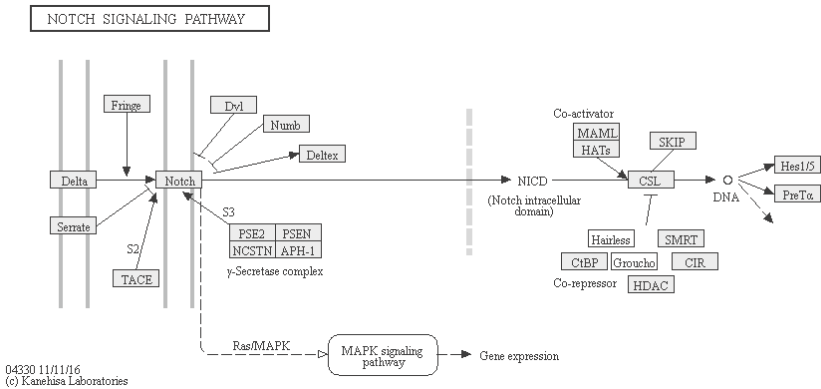 NOTCH SIGNALING PATHWAY
Fringe
Dvl
Numb
Deltex
Delta
Notch
Serrate
S2
TACE
S3
PSE2 PSEN
NCSTN APH-1
γ-Secretase complex
NICD
(Notch intracellular
domain)
Co-activator
MAML
HATs
SKIP
CSL
DNA
Hes1/5
PreTα
Hairless
SMRT
CtBP
Groucho
CIR
Co-repressor
HDAC
Ras/MAPK
MAPK signaling
pathway
Gene expression
04330 11/11/16
(c) Kanehisa Laboratories